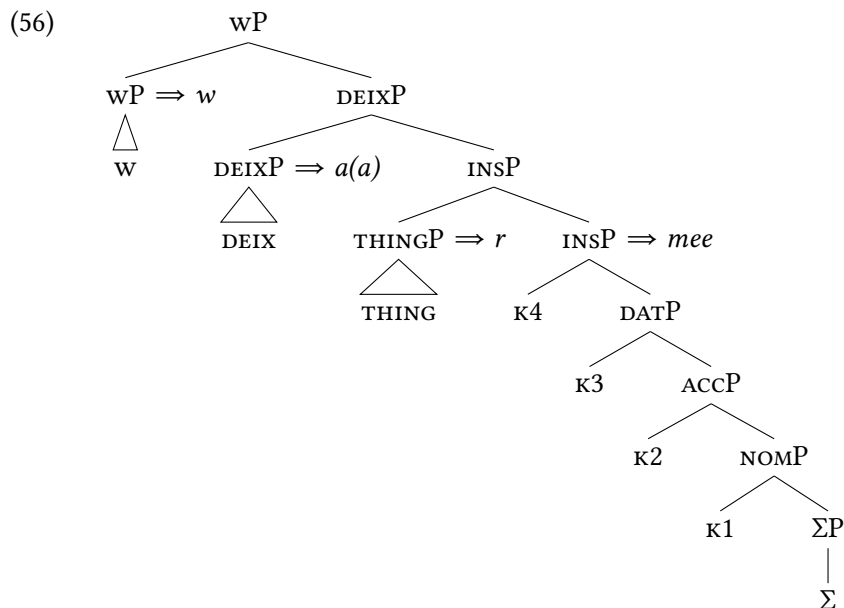 (56) wP
wP ⇒ w DEIXP
w DEIXP ⇒ a(a) INSP
DEIX THINGP ⇒ r INSP ⇒ mee
THING K4 DATP
K3 ACCP
K2 NOMP
K1 ΣP
Σ